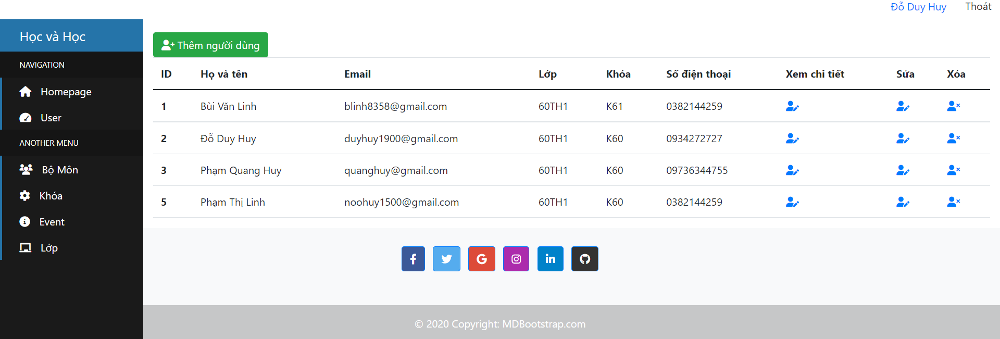 Đỗ Duy Huy Thoát
Học và Học
NAVIGATION
Homepage
User
ANOTHER MENU
Bộ Môn
Khóa
Event
Lớp
Thêm người dùng
ID Họ và tên Email Lớp Khóa Số điện thoại Xem chi tiết Sửa Xóa
1 Bùi Văn Linh blinh8358@gmail.com 60TH1 K61 0382144259
2 Đỗ Duy Huy duyhuy1900@gmail.com 60TH1 K60 0934272727
3 Phạm Quang Huy quanghuy@gmail.com 60TH1 K60 09736344755
5 Phạm Thị Linh noohuy1500@gmail.com 60TH1 K60 0382144259
© 2020 Copyright: MDBootstrap.com